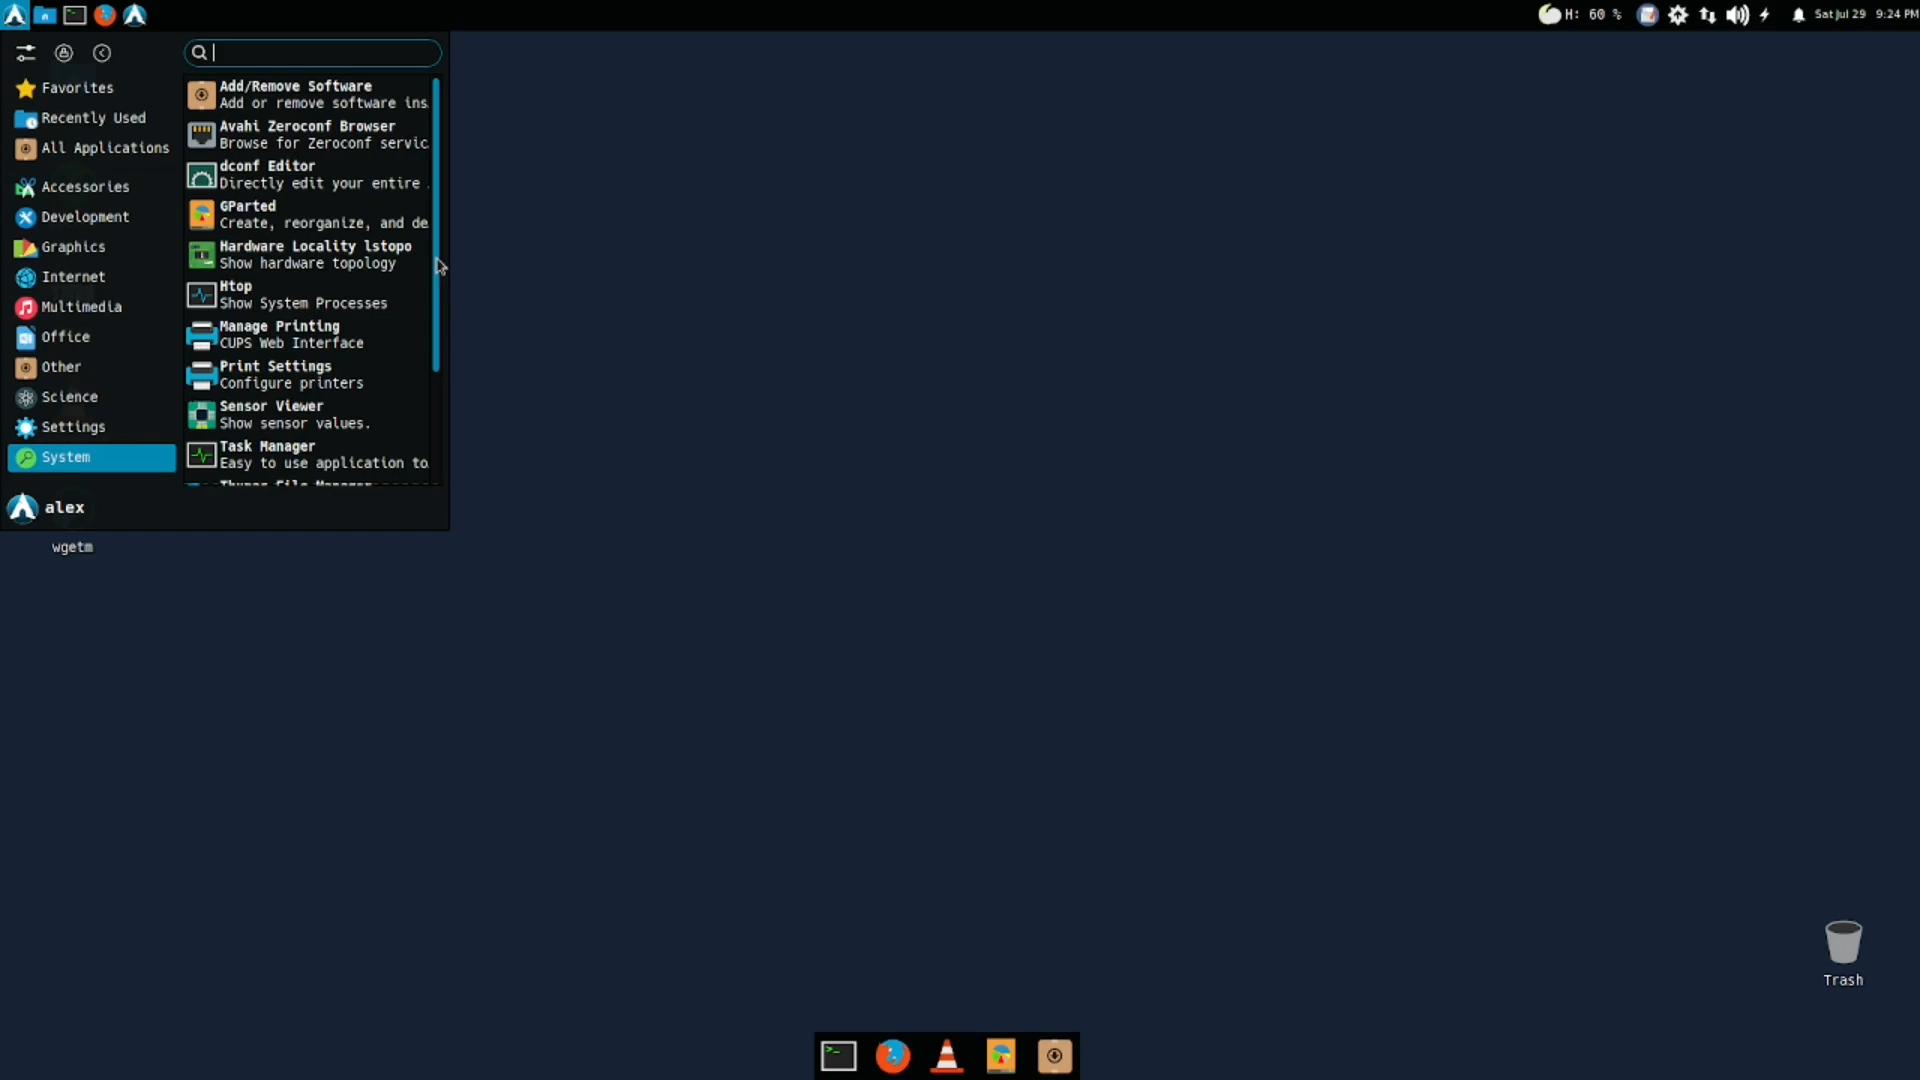 H: 60 %
Sat Jul 29 9:24 PM
Favorites
Recently Used
All Applications
Accessories
Development
Graphics
Internet
Multimedia
Office
Other
Science
Settings
System
Add/Remove Software
Add or remove software ins
Avahi Zeroconf Browser
Browse for Zeroconf servic
dconf Editor
Directly edit your entire
GParted
Create, reorganize, and de
Hardware Locality lstopo
Show hardware topology
Htop
Show System Processes
Manage Printing
CUPS Web Interface
Print Settings
Configure printers
Sensor Viewer
Show sensor values.
Task Manager
Easy to use application to
Thunar File Manager
alex
wgetm
Trash